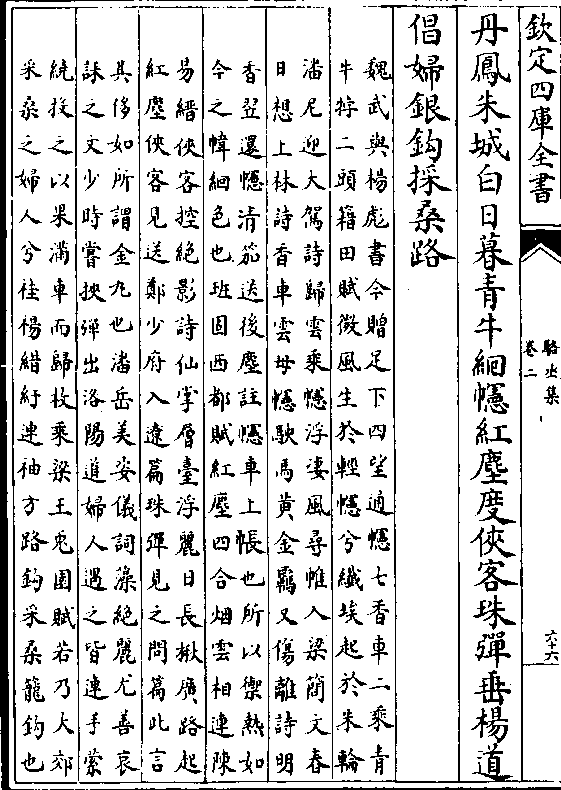 欽定四庫全書
駱丞集
卷二
六十六
丹鳳朱城白日暮青牛紺幰紅塵度俠客珠彈垂楊道
倡婦銀鈎採桑路
魏武與楊彪書今贈足下四望通幰七香車二乘青
牛牸二頭籍田賦微風生於輕幰兮纖埃起於朱輪
潘尼迎大駕詩歸雲乘幰浮淒風尋帷入梁簡文春
日想上林詩香車雲母幰駛馬黄金羈又傷離詩明
香翌還幰清笳送後塵註幰車上帳也所以禦熱如
今之幃紺色也班固西都賦紅塵四合烟雲相連陳
易縉俠客控絕影詩仙掌層臺浮麗日長楸廣路起
紅塵俠客見送鄭少府入遼篇珠彈見之問篇此言
其侈如所謂金丸也潘岳美姿儀詞藻絕麗尤善哀
誄之文少時嘗挾彈出洛陽道婦人遇之皆連手縈
統投之以果滿車而歸枚乘梁王兎園賦若乃大郊
采桑之婦人兮袿楊緒紆連袖方路鈎采桑籠鈎也